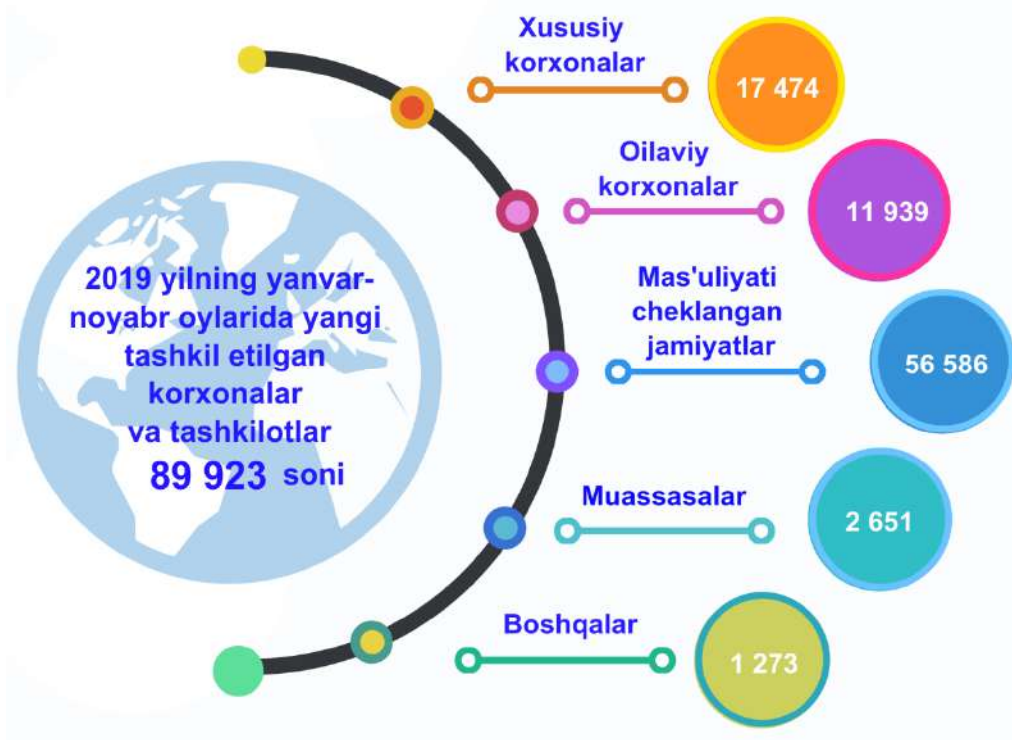 2019 yilning yanvar-
noyabr oylarida yangi
tashkil etilgan
korxonalar
va tashkilotlar
89 923 soni
Xususiy
korxonalar
17 474
Oilaviy
korxonalar
11 939
Mas'uliyati
cheklangan
jamiyatlar
56 586
Muassasalar
2 651
Boshqalar
1 273